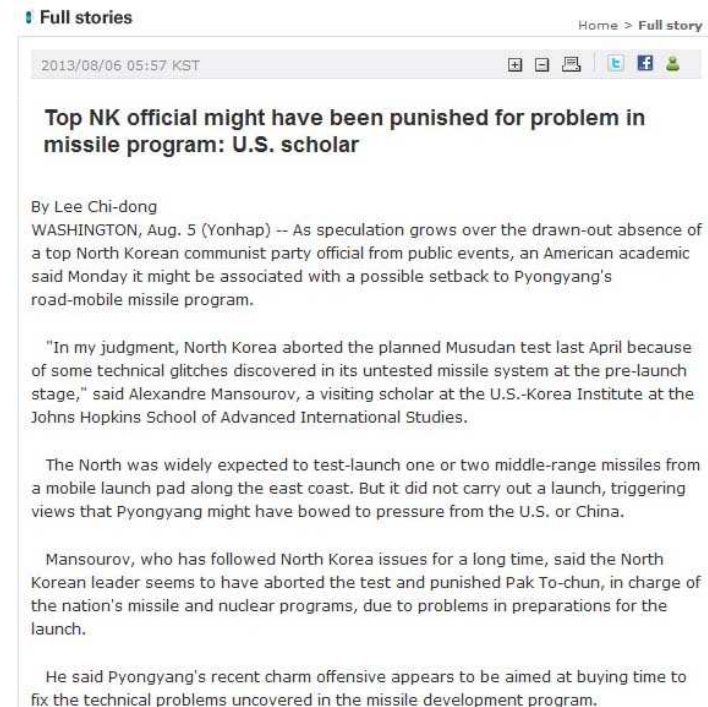 Full stories
Home > Full story
2013/08/06 05:57 KST
Top NK official might have been punished for problem in
missile program: U.S. scholar
By Lee Chi-dong
WASHINGTON, Aug. 5 (Yonhap) -- As speculation grows over the drawn-out absence of
a top North Korean communist party official from public events, an American academic
said Monday it might be associated with a possible setback to Pyongyang's
road-mobile missile program.
"In my judgment, North Korea aborted the planned Musudan test last April because
of some technical glitches discovered in its untested missile system at the pre-launch
stage," said Alexandre Mansourov, a visiting scholar at the U.S.-Korea Institute at the
Johns Hopkins School of Advanced International Studies.
The North was widely expected to test-launch one or two middle-range missiles from
a mobile launch pad along the east coast. But it did not carry out a launch, triggering
views that Pyongyang might have bowed to pressure from the U.S. or China.
Mansourov, who has followed North Korea issues for a long time, said the North
Korean leader seems to have aborted the test and punished Pak To-chun, in charge of
the nation's missile and nuclear programs, due to problems in preparations for the
launch.
He said Pyongyang's recent charm offensive appears to be aimed at buying time to
fix the technical problems uncovered in the missile development program.